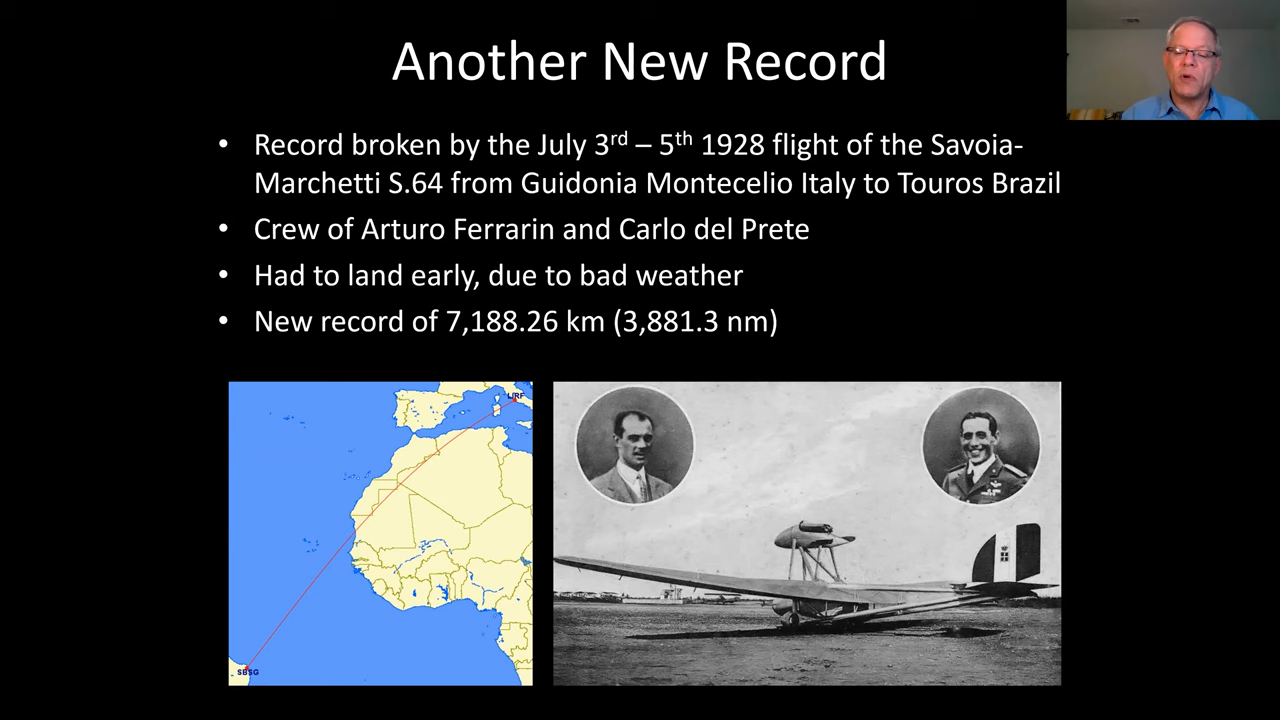 Another New Record
• Record broken by the July 3rd – 5th 1928 flight of the Savoia-
Marchetti S.64 from Guidonia Montecelio Italy to Touros Brazil
• Crew of Arturo Ferrarin and Carlo del Prete
• Had to land early, due to bad weather
• New record of 7,188.26 km (3,881.3 nm)
LIRF
SBSG